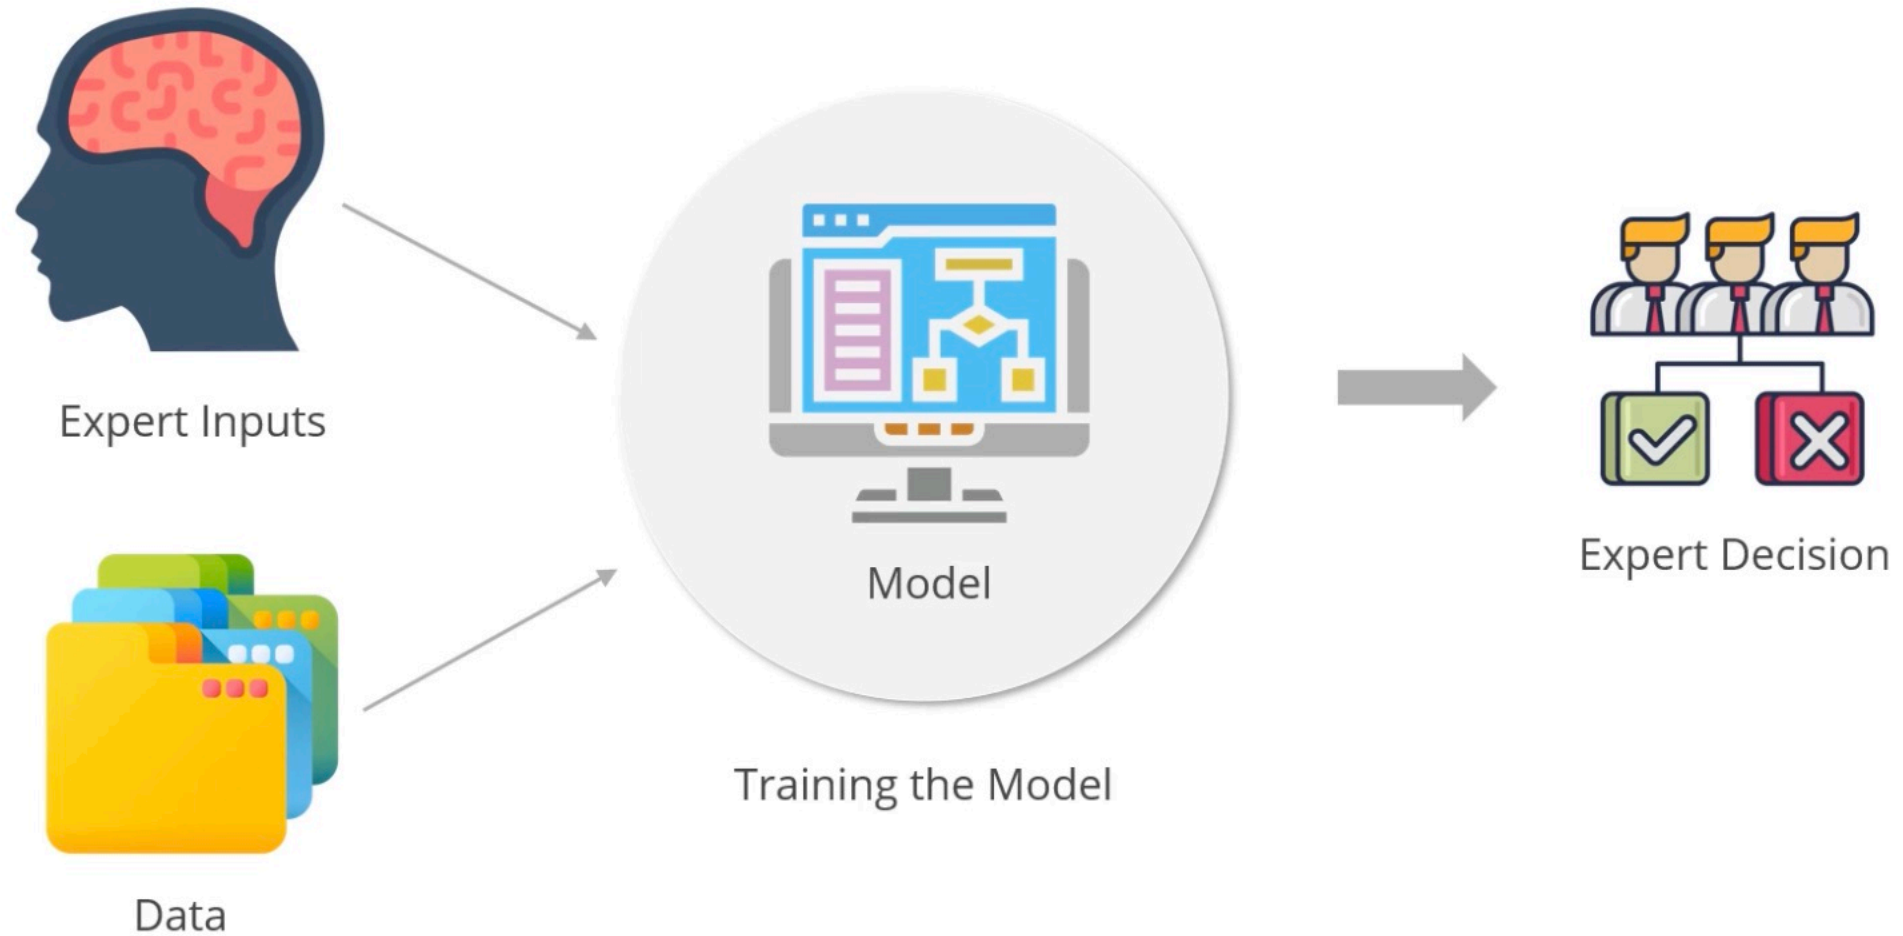 Expert Inputs
Data
Model
Training the Model
Expert Decision